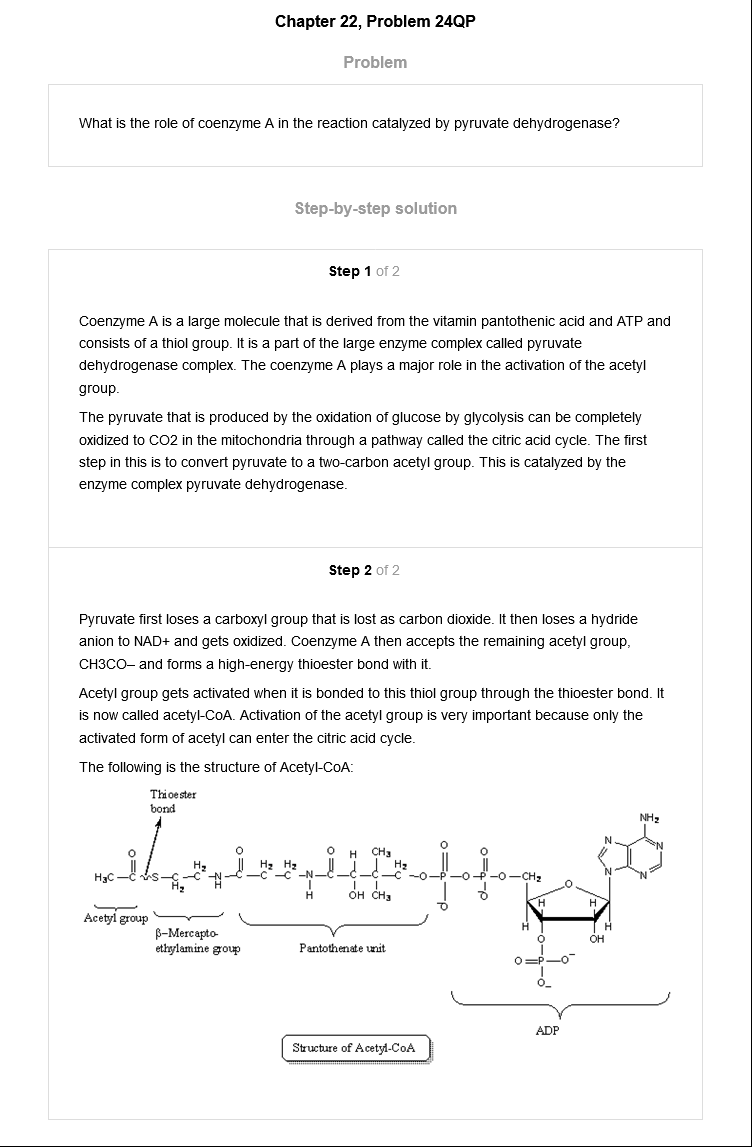 Chapter 22, Problem 24QP
Problem
What is the role of coenzyme A in the reaction catalyzed by pyruvate dehydrogenase?
Step-by-step solution
Step 1 of 2
Coenzyme A is a large molecule that is derived from the vitamin pantothenic acid and ATP and
consists of a thiol group. It is a part of the large enzyme complex called pyruvate
dehydrogenase complex. The coenzyme A plays a major role in the activation of the acetyl
group.
The pyruvate that is produced by the oxidation of glucose by glycolysis can be completely
oxidized to CO2 in the mitochondria through a pathway called the citric acid cycle. The first
step in this is to convert pyruvate to a two-carbon acetyl group. This is catalyzed by the
enzyme complex pyruvate dehydrogenase.
Step 2 of 2
Pyruvate first loses a carboxyl group that is lost as carbon dioxide. It then loses a hydride
anion to NAD+ and gets oxidized. Coenzyme A then accepts the remaining acetyl group,
CH3CO– and forms a high-energy thioester bond with it.
Acetyl group gets activated when it is bonded to this thiol group through the thioester bond. It
is now called acetyl-CoA. Activation of the acetyl group is very important because only the
activated form of acetyl can enter the citric acid cycle.
The following is the structure of Acetyl-CoA:
Thioester
bond
NH₂
O O O H CH₃ O O N N
H₂ H₂ H₂ H₂
H₃C—C S—C—C—N—C—C—C—N—C—C—C—C—O—P—O—P—O—CH₂ O N N
H₂ H H OH CH₃ O O H H
Acetyl group
H H
β-Mercapto-
ethylamine group
Pantothenate unit
O OH
O=P—O⁻
O₋
ADP
Structure of Acetyl-CoA